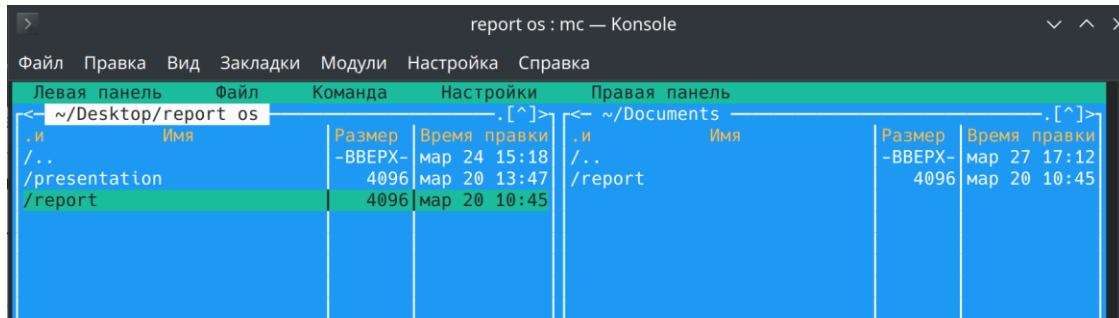 report os : mc — Konsole
Файл Правка Вид Закладки Модули Настройка Справка
Левая панель Файл Команда Настройки Правая панель
<— ~/Desktop/report os .[^]> <— ~/Documents .[^]>
.и Имя Размер Время правки .и Имя Размер Время правки
/.. -ВВЕРХ- мар 24 15:18 /.. -ВВЕРХ- мар 27 17:12
/presentation 4096 мар 20 13:47 /report 4096 мар 20 10:45
/report 4096 мар 20 10:45